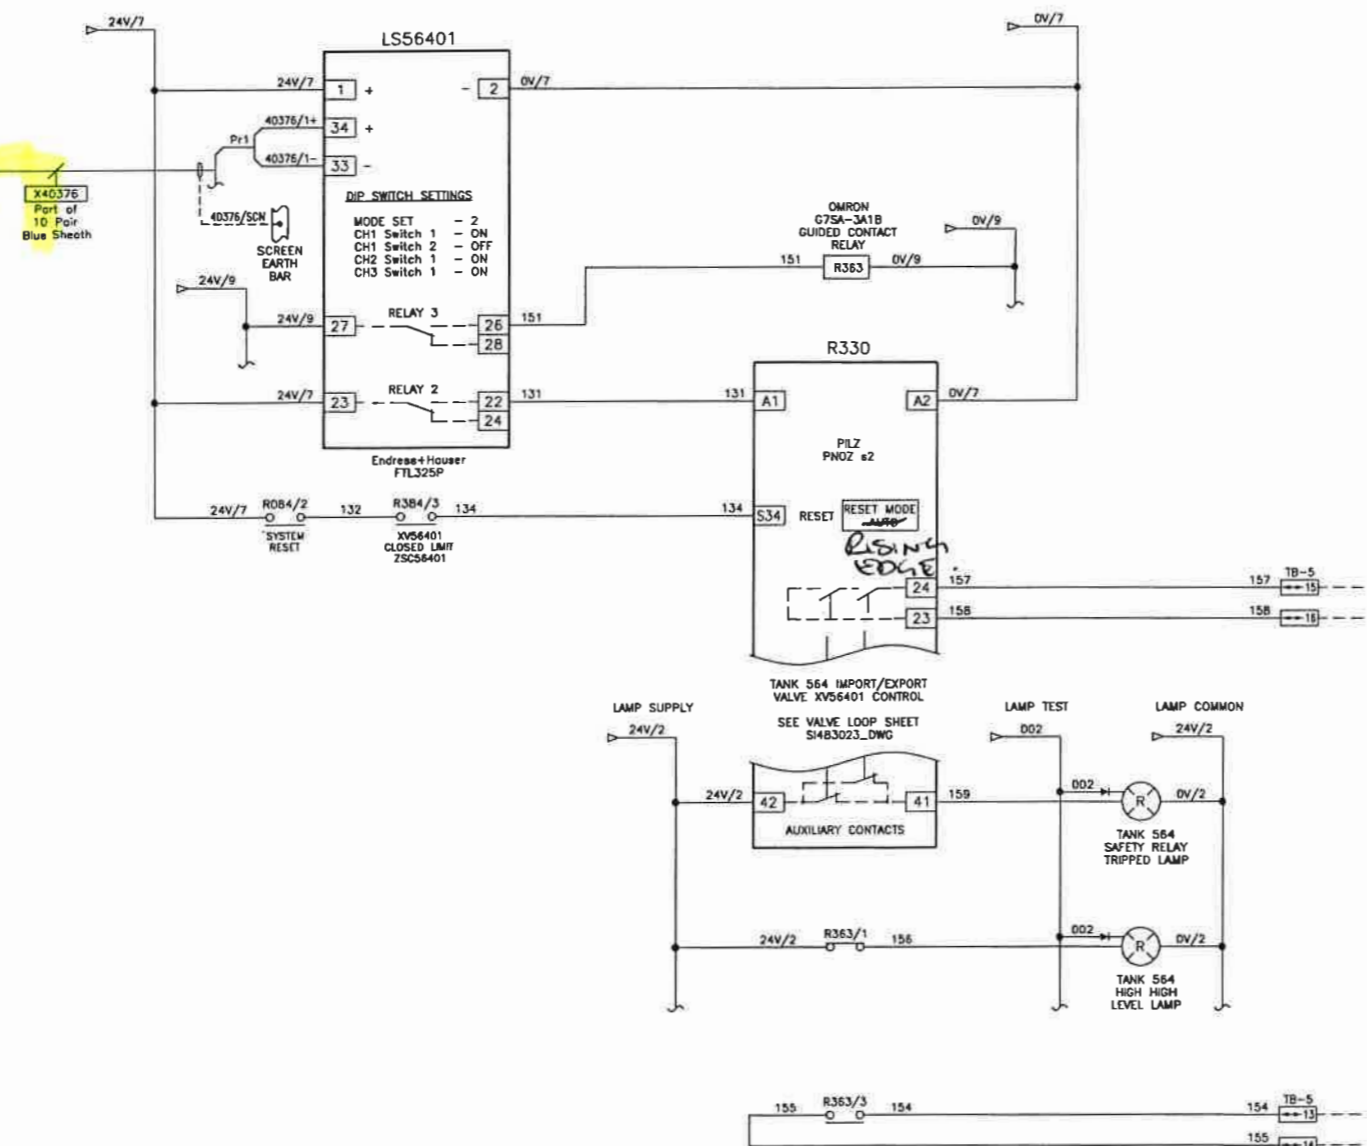 24V/7
0V/7
LS56401
24V/7
1
+
-
2
0V/7
40376/1+
34
+
Pr1
40376/1-
33
-
X40376
Part of
10 Pair
Blue Sheath
40376/SCN
SCREEN
EARTH
BAR
DIP SWITCH SETTINGS
MODE SET - 2
CH1 Switch 1 - ON
CH1 Switch 2 - OFF
CH2 Switch 1 - ON
CH3 Switch 1 - ON
OMRON
G7SA-3A1B
GUIDED CONTACT
RELAY
0V/9
151
R363
0V/9
24V/9
24V/9
27
RELAY 3
26
151
28
R330
24V/7
23
RELAY 2
22
131
24
131
A1
A2
0V/7
PILZ
PNOZ s2
Endress+Hauser
FTL325P
24V/7
R084/2
132
R384/3
134
134
S34
RESET
RESET MODE
AUTO
RISING
EDGE.
SYSTEM
RESET
XV56401
CLOSED LIMIT
ZSC56401
24
157
157
TB-5
15
23
158
158
16
TANK 564 IMPORT/EXPORT
VALVE XV56401 CONTROL
SEE VALVE LOOP SHEET
SI483023_DWG
LAMP SUPPLY
24V/2
LAMP TEST
DD2
LAMP COMMON
24V/2
24V/2
42
41
159
DD2
R
0V/2
AUXILIARY CONTACTS
TANK 564
SAFETY RELAY
TRIPPED LAMP
24V/2
R363/1
156
DD2
R
0V/2
TANK 564
HIGH HIGH
LEVEL LAMP
155
R363/3
154
154
TB-5
13
155
14